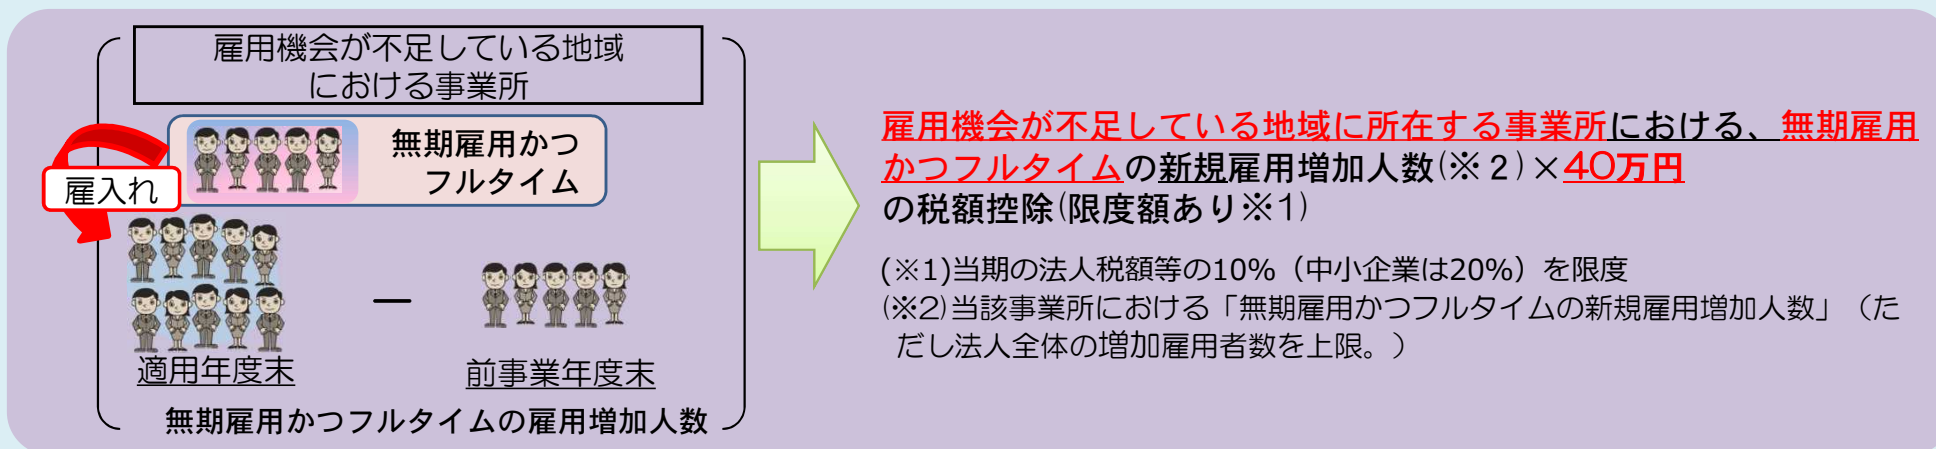 雇用機会が不足している地域
における事業所
無期雇用かつ
フルタイム
雇入れ
ー
適用年度末
前事業年度末
無期雇用かつフルタイムの雇用増加人数
雇用機会が不足している地域に所在する事業所における、無期雇用
かつフルタイムの新規雇用増加人数(※２)×40万円
の税額控除(限度額あり※1)
(※1)当期の法人税額等の10%（中小企業は20%）を限度
(※2)当該事業所における「無期雇用かつフルタイムの新規雇用増加人数」（た
だし法人全体の増加雇用者数を上限。）